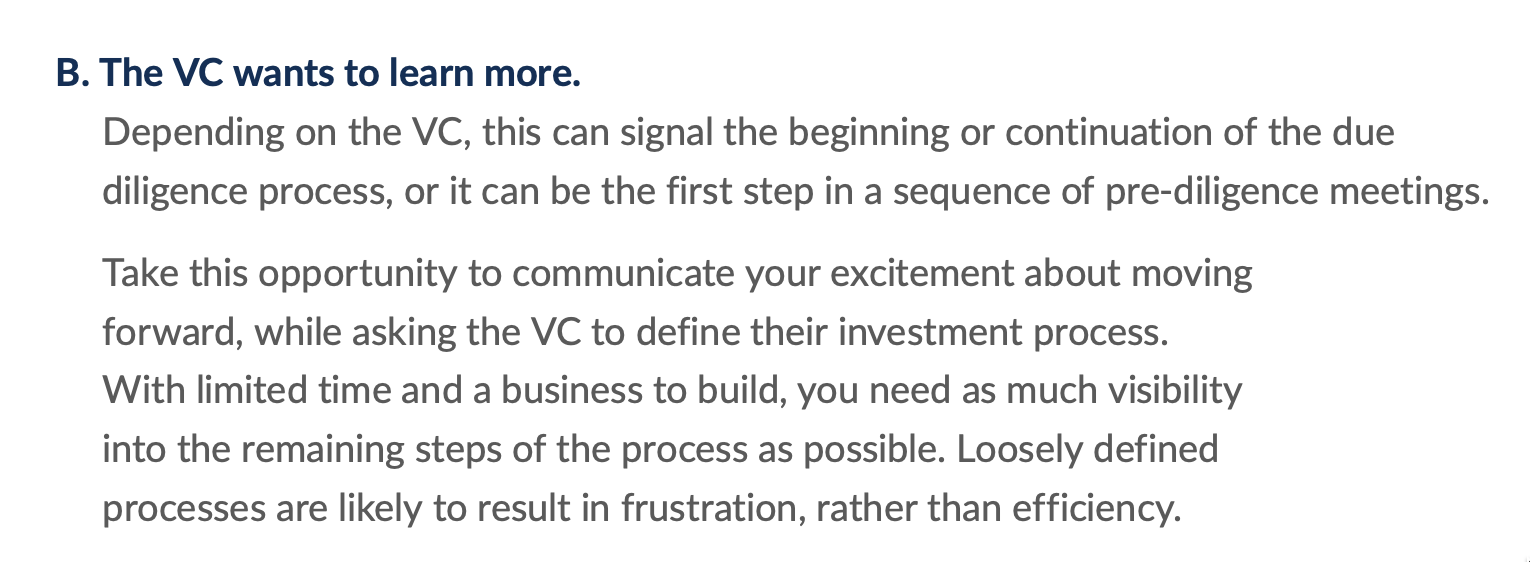 B. The VC wants to learn more.
Depending on the VC, this can signal the beginning or continuation of the due
diligence process, or it can be the first step in a sequence of pre-diligence meetings.
Take this opportunity to communicate your excitement about moving
forward, while asking the VC to define their investment process.
With limited time and a business to build, you need as much visibility
into the remaining steps of the process as possible. Loosely defined
processes are likely to result in frustration, rather than efficiency.